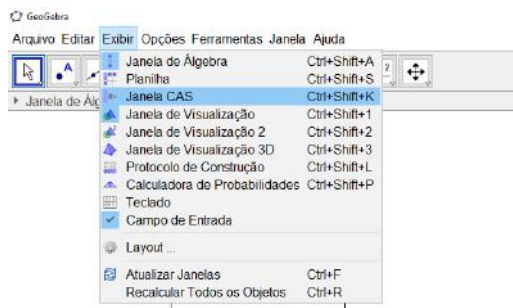 GeoGebra
Arquivo Editar Exibir Opções Ferramentas Janela Ajuda
A
2
Janela de Álg
Janela de Álgebra Ctrl+Shift+A
Planilha Ctrl+Shift+S
Janela CAS Ctrl+Shift+K
Janela de Visualização Ctrl+Shift+1
Janela de Visualização 2 Ctrl+Shift+2
Janela de Visualização 3D Ctrl+Shift+3
Protocolo de Construção Ctrl+Shift+L
Calculadora de Probabilidades Ctrl+Shift+P
Teclado
Campo de Entrada
Layout ...
Atualizar Janelas Ctrl+F
Recalcular Todos os Objetos Ctrl+R